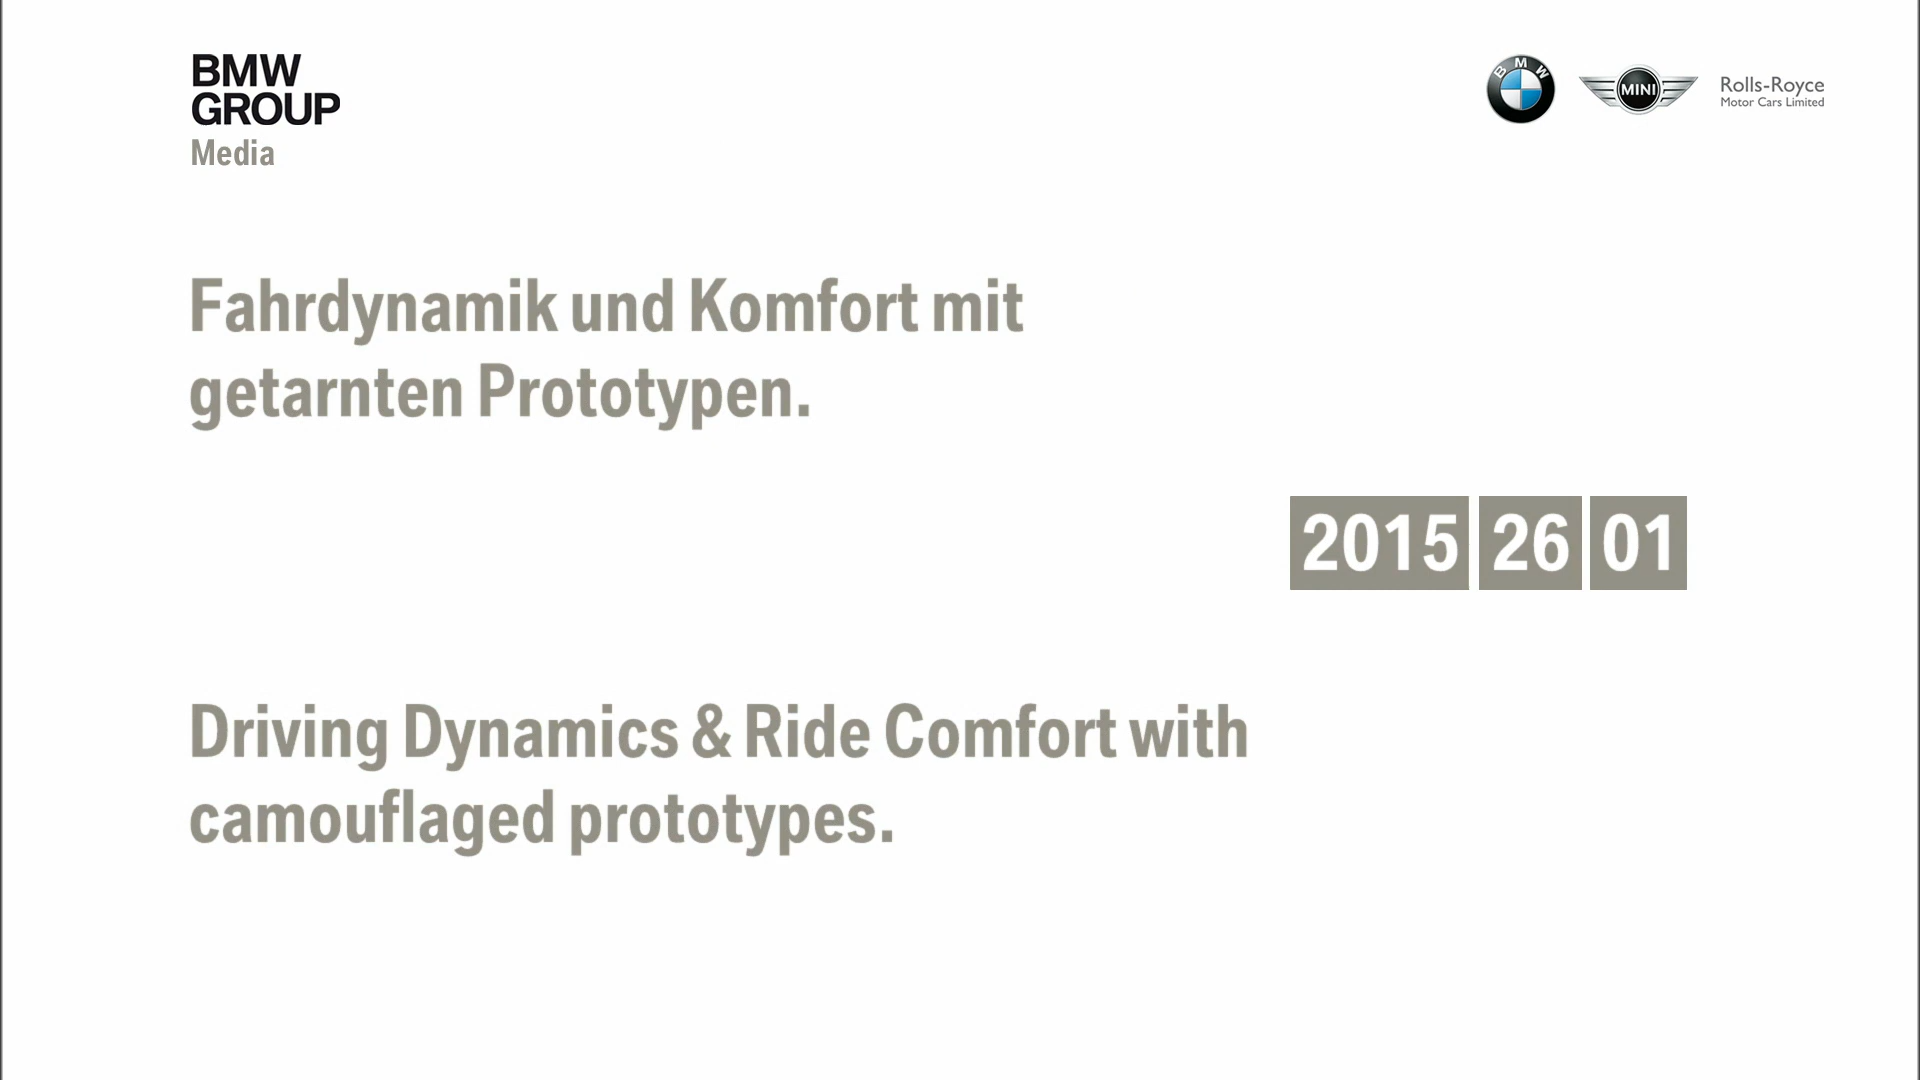 BMW
GROUP
Media
BMW
MINI
Rolls-Royce
Motor Cars Limited
Fahrdynamik und Komfort mit
getarnten Prototypen.
2015 26 01
Driving Dynamics & Ride Comfort with
camouflaged prototypes.